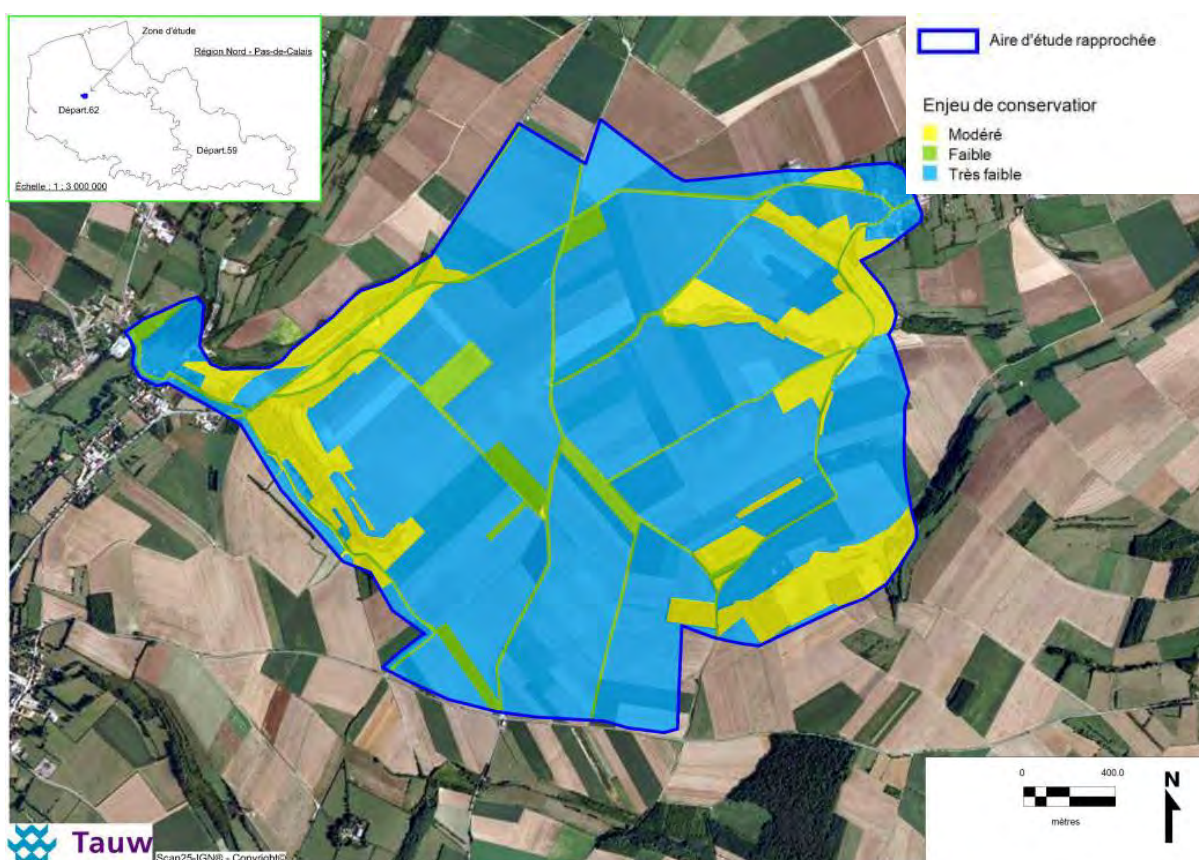 Zone d'étude
Région Nord - Pas-de-Calais
Départ.62
Départ.59
Échelle : 1 : 3 000 000
Aire d'étude rapprochée
Enjeu de conservatior
Modéré
Faible
Très faible
0 400.0
mètres
N
Tauw
Scan25-IGN® - Copyright©